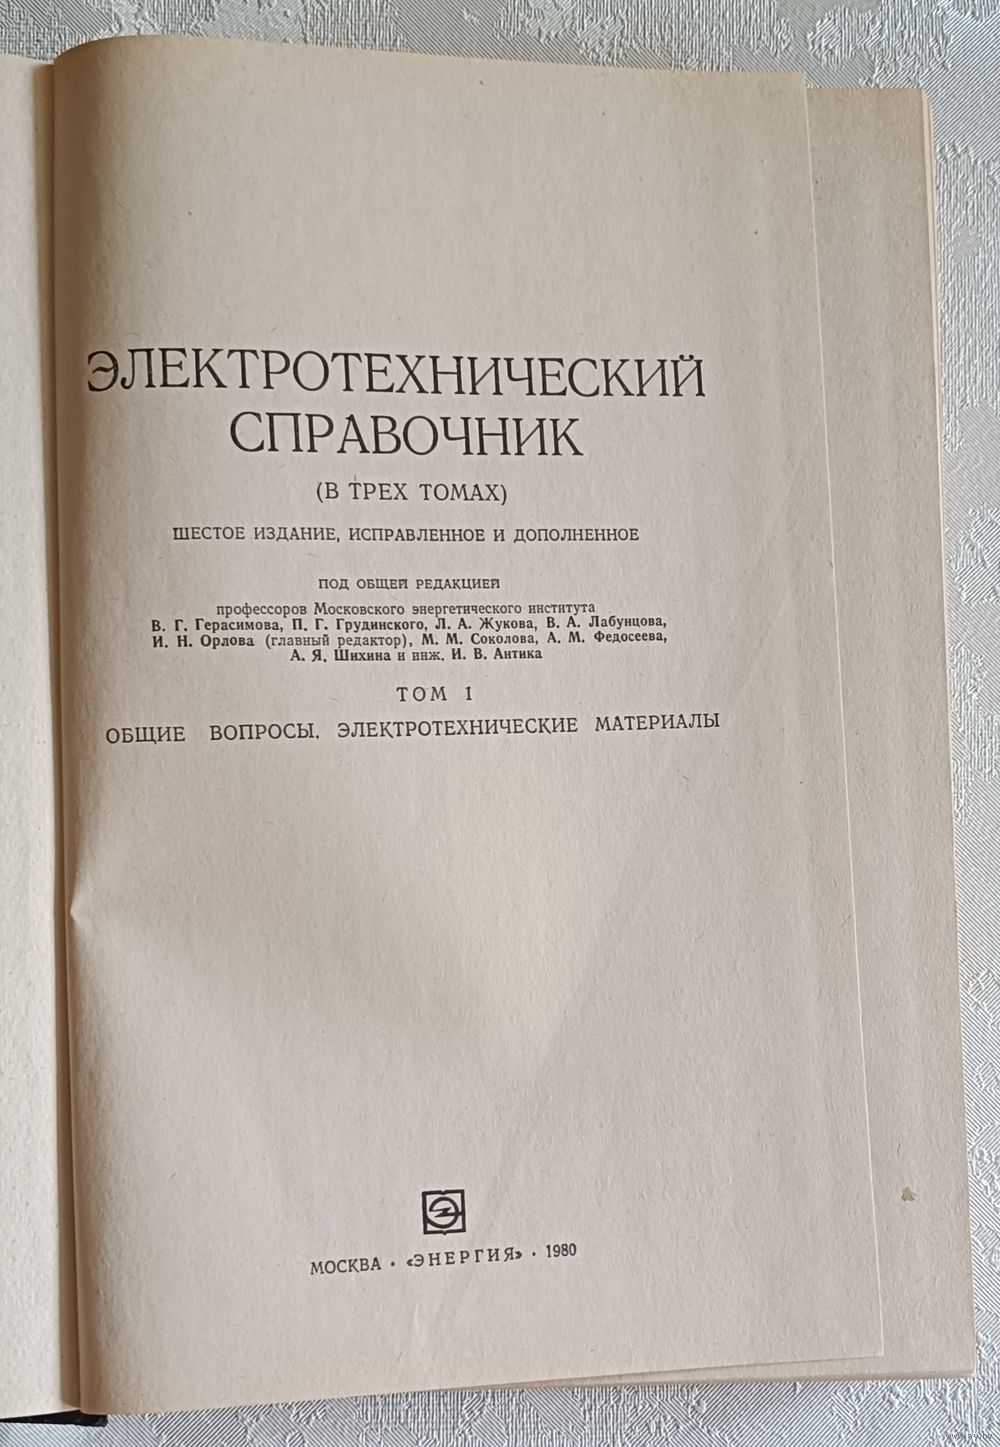 ЭЛЕКТРОТЕХНИЧЕСКИЙ
СПРАВОЧНИК
(В ТРЕХ ТОМАХ)
ШЕСТОЕ ИЗДАНИЕ, ИСПРАВЛЕННОЕ И ДОПОЛНЕННОЕ
ПОД ОБЩЕЙ РЕДАКЦИЕЙ
профессоров Московского энергетического института
В. Г. Герасимова, П. Г. Грудинского, Л. А. Жукова, В. А. Лабунцова,
И. Н. Орлова (главный редактор), М. М. Соколова, А. М. Федосеева,
А. Я. Шихина и инж. И. В. Антика
ТОМ I
ОБЩИЕ ВОПРОСЫ. ЭЛЕКТРОТЕХНИЧЕСКИЕ МАТЕРИАЛЫ
МОСКВА · «ЭНЕРГИЯ» · 1980